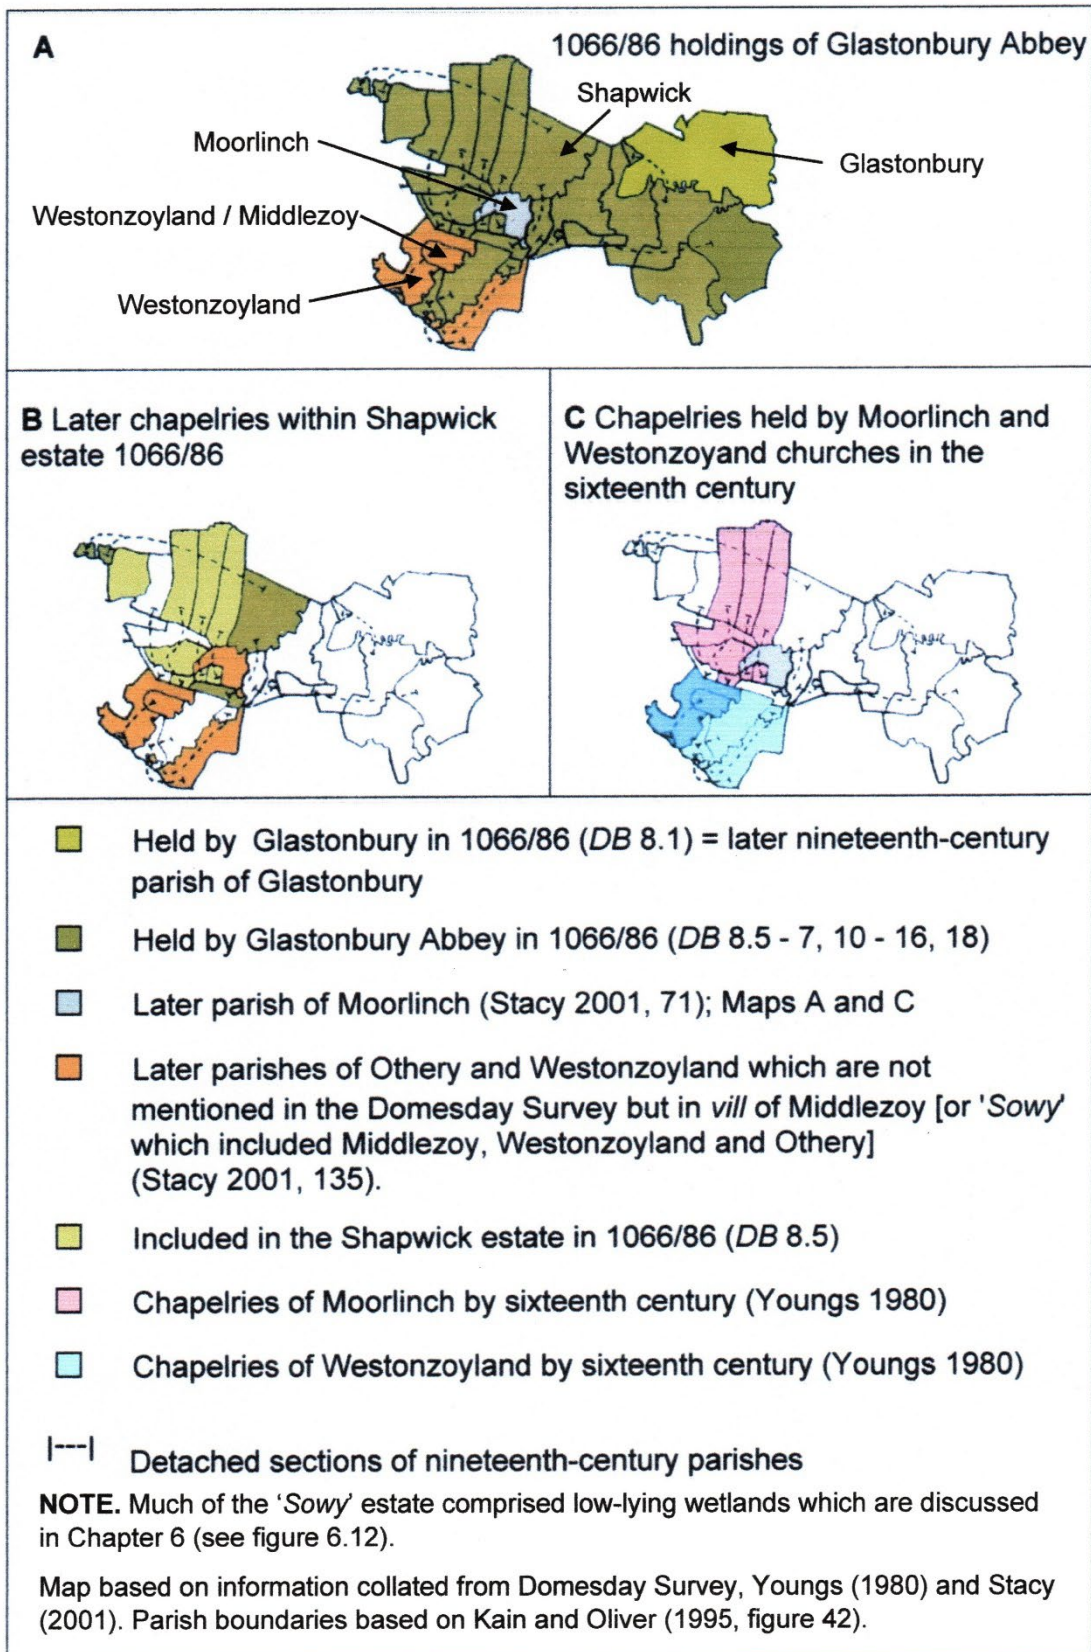 A
1066/86 holdings of Glastonbury Abbey
Shapwick
Moorlinch
Glastonbury
Westonzoyland / Middlezoy
Westonzoyland
B Later chapelries within Shapwick
estate 1066/86
C Chapelries held by Moorlinch and
Westonzoyand churches in the
sixteenth century
Held by Glastonbury in 1066/86 (DB 8.1) = later nineteenth-century
parish of Glastonbury
Held by Glastonbury Abbey in 1066/86 (DB 8.5 - 7, 10 - 16, 18)
Later parish of Moorlinch (Stacy 2001, 71); Maps A and C
Later parishes of Othery and Westonzoyland which are not
mentioned in the Domesday Survey but in vill of Middlezoy [or 'Sowy'
which included Middlezoy, Westonzoyland and Othery]
(Stacy 2001, 135).
Included in the Shapwick estate in 1066/86 (DB 8.5)
Chapelries of Moorlinch by sixteenth century (Youngs 1980)
Chapelries of Westonzoyland by sixteenth century (Youngs 1980)
|---| Detached sections of nineteenth-century parishes
NOTE. Much of the ‘Sowy’ estate comprised low-lying wetlands which are discussed
in Chapter 6 (see figure 6.12).
Map based on information collated from Domesday Survey, Youngs (1980) and Stacy
(2001). Parish boundaries based on Kain and Oliver (1995, figure 42).